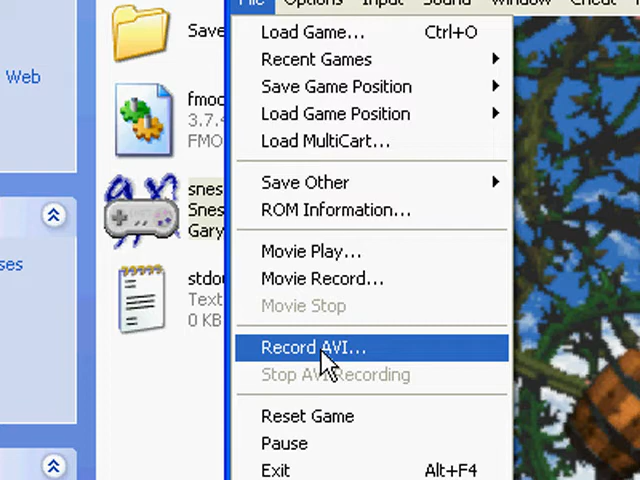 File Options Input Sound Window Cheat
Load Game... Ctrl+O
Recent Games
Save Game Position
Load Game Position
Load MultiCart...
Save Other
ROM Information...
Movie Play...
Movie Record...
Movie Stop
Record AVI...
Stop AVI Recording
Reset Game
Pause
Exit Alt+F4
Save
Web
fmod
3.7.4
FMO
snes
Snes
Gary
ses
stdou
Text
0 KB